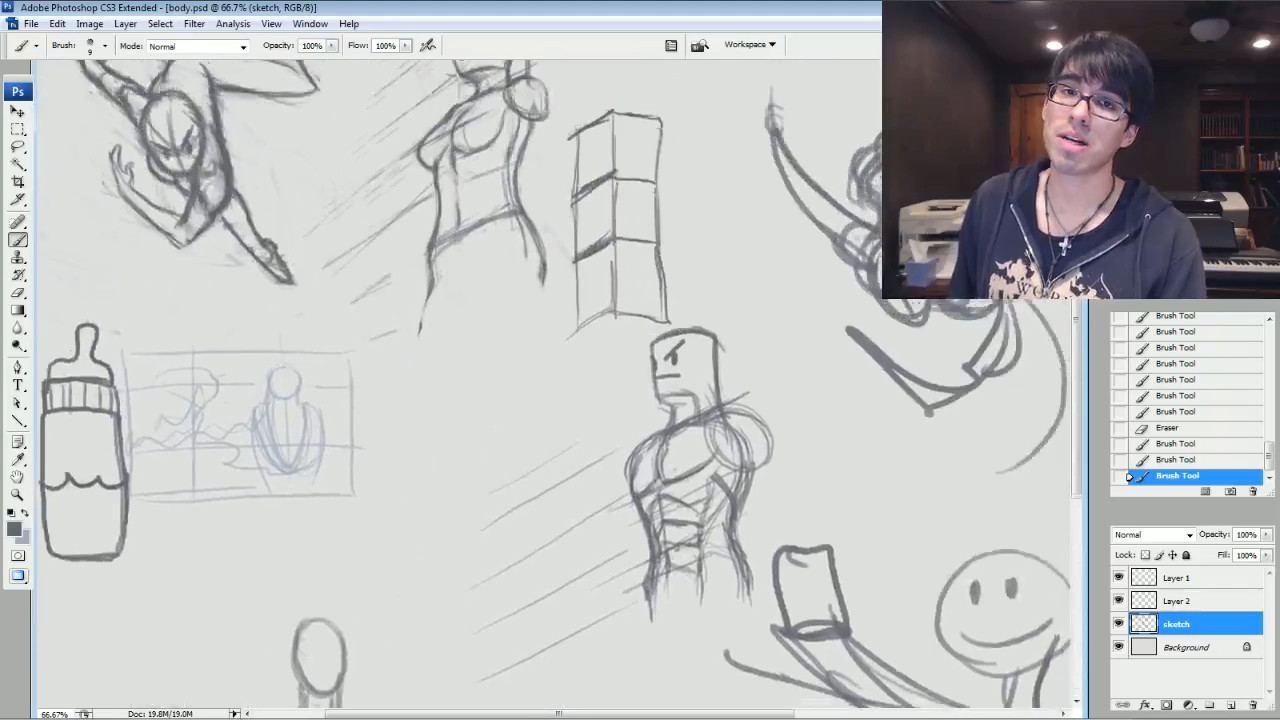 Adobe Photoshop CS3 Extended - [body.psd @ 66.7% (sketch, RGB/8)]
File Edit Image Layer Select Filter Analysis View Window Help
Brush: 9 Mode: Normal Opacity: 100% Flow: 100% Workspace
Ps
Brush Tool
Brush Tool
Brush Tool
Brush Tool
Brush Tool
Brush Tool
Brush Tool
Eraser
Brush Tool
Brush Tool
Brush Tool
Normal Opacity: 100%
Lock: Fill: 100%
Layer 1
Layer 2
sketch
Background
66.67% Doc: 19.8M/19.0M